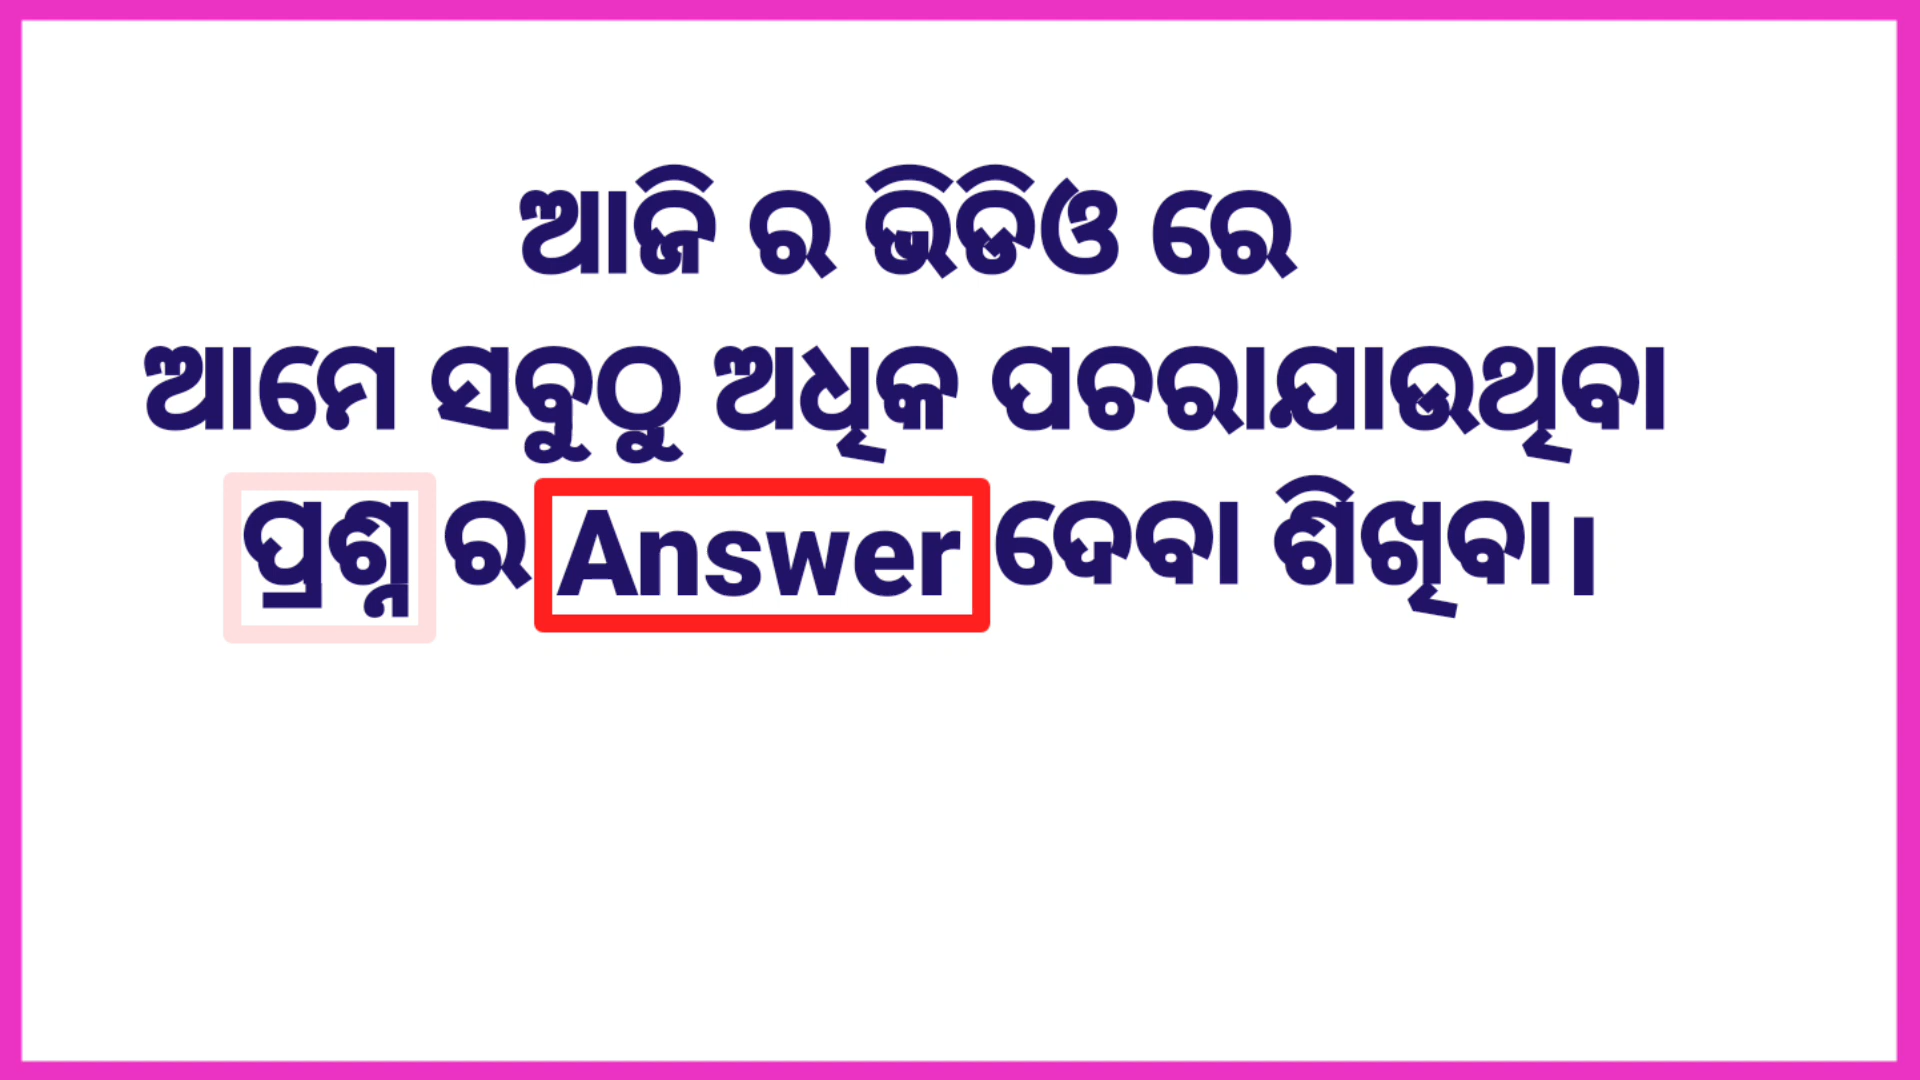 ଆଜି ର ଭିଡିଓ ରେ
ଆମେ ସବୁଠୁ ଅଧିକ ପଚରାଯାଉଥିବା
ପ୍ରଶ୍ନ ର Answer ଦେବା ଶିଖିବା।